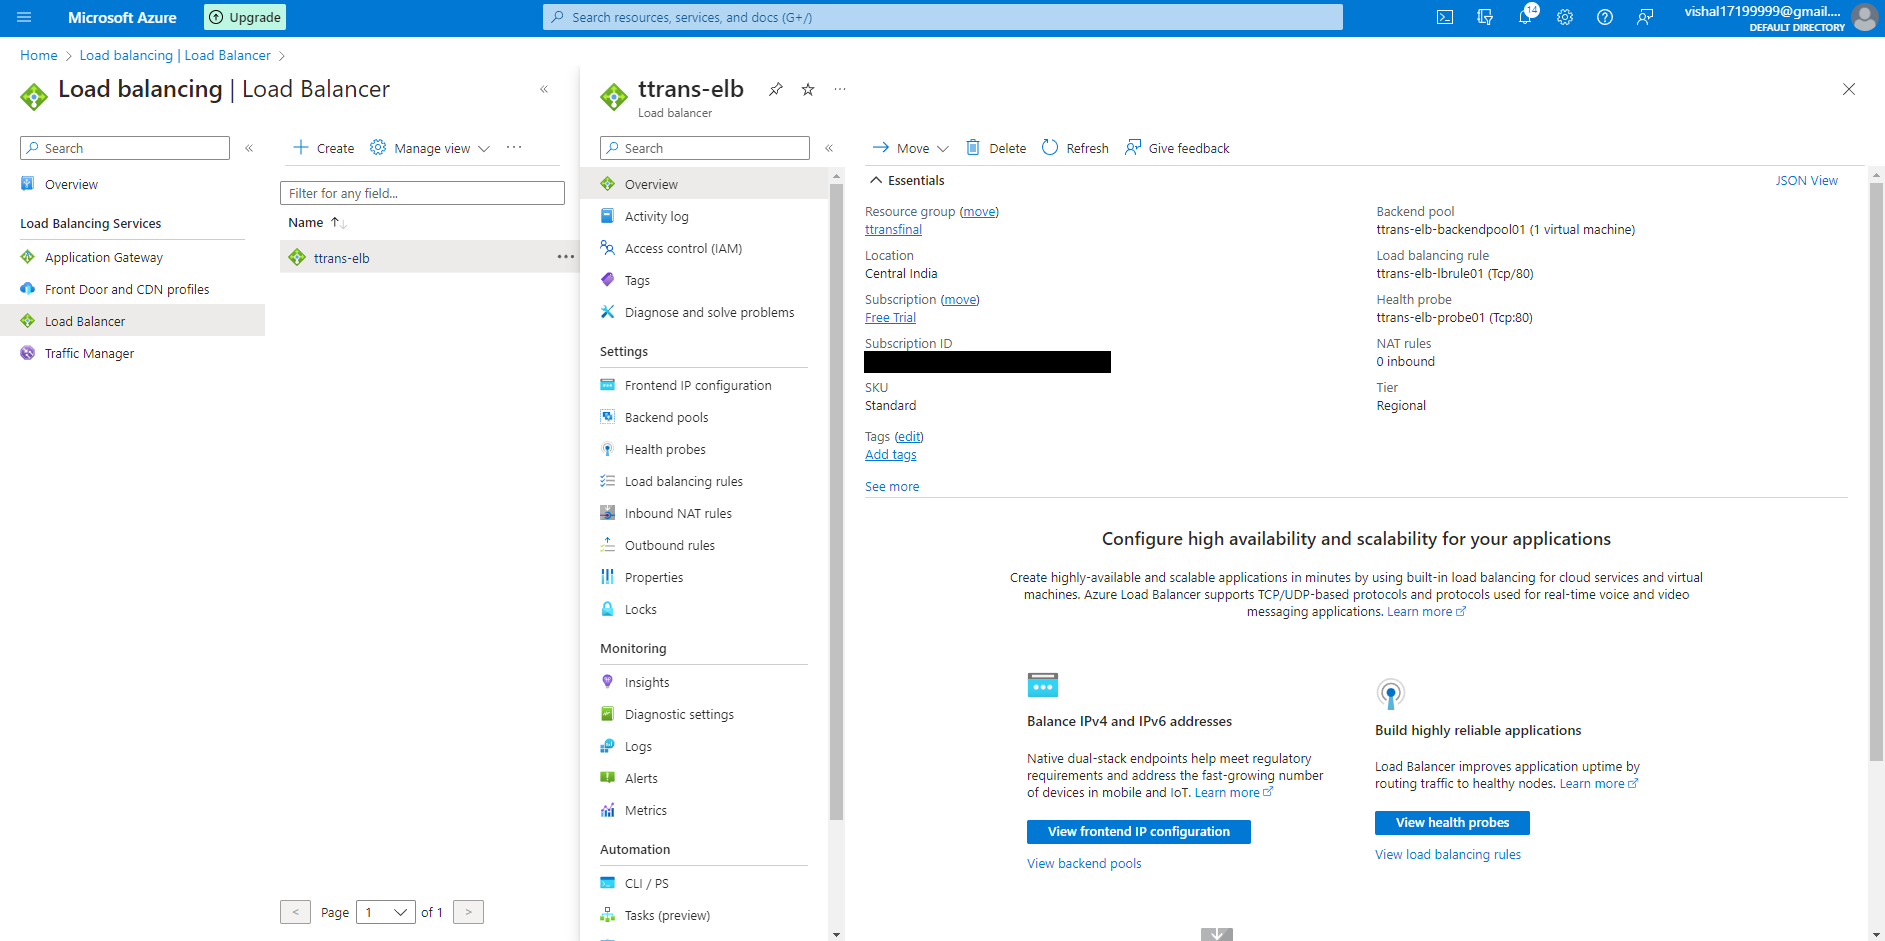 Microsoft Azure
Upgrade
Search resources, services, and docs (G+/)
14
vishal17199999@gmail....
DEFAULT DIRECTORY
Home > Load balancing | Load Balancer >
Load balancing | Load Balancer
«
Search
«
Overview
Load Balancing Services
Application Gateway
Front Door and CDN profiles
Load Balancer
Traffic Manager
+ Create
Manage view
...
Filter for any field...
Name ↑↓
ttrans-elb
...
< Page 1 of 1 >
ttrans-elb
...
Load balancer
Search
«
Overview
Activity log
Access control (IAM)
Tags
Diagnose and solve problems
Settings
Frontend IP configuration
Backend pools
Health probes
Load balancing rules
Inbound NAT rules
Outbound rules
Properties
Locks
Monitoring
Insights
Diagnostic settings
Logs
Alerts
Metrics
Automation
CLI / PS
Tasks (preview)
Move
Delete
Refresh
Give feedback
Essentials
JSON View
Resource group (move)
ttransfinal
Location
Central India
Subscription (move)
Free Trial
Subscription ID
SKU
Standard
Tags (edit)
Add tags
See more
Backend pool
ttrans-elb-backendpool01 (1 virtual machine)
Load balancing rule
ttrans-elb-lbrule01 (Tcp/80)
Health probe
ttrans-elb-probe01 (Tcp:80)
NAT rules
0 inbound
Tier
Regional
Configure high availability and scalability for your applications
Create highly-available and scalable applications in minutes by using built-in load balancing for cloud services and virtual
machines. Azure Load Balancer supports TCP/UDP-based protocols and protocols used for real-time voice and video
messaging applications. Learn more
Balance IPv4 and IPv6 addresses
Native dual-stack endpoints help meet regulatory
requirements and address the fast-growing number
of devices in mobile and IoT. Learn more
View frontend IP configuration
View backend pools
Build highly reliable applications
Load Balancer improves application uptime by
routing traffic to healthy nodes. Learn more
View health probes
View load balancing rules